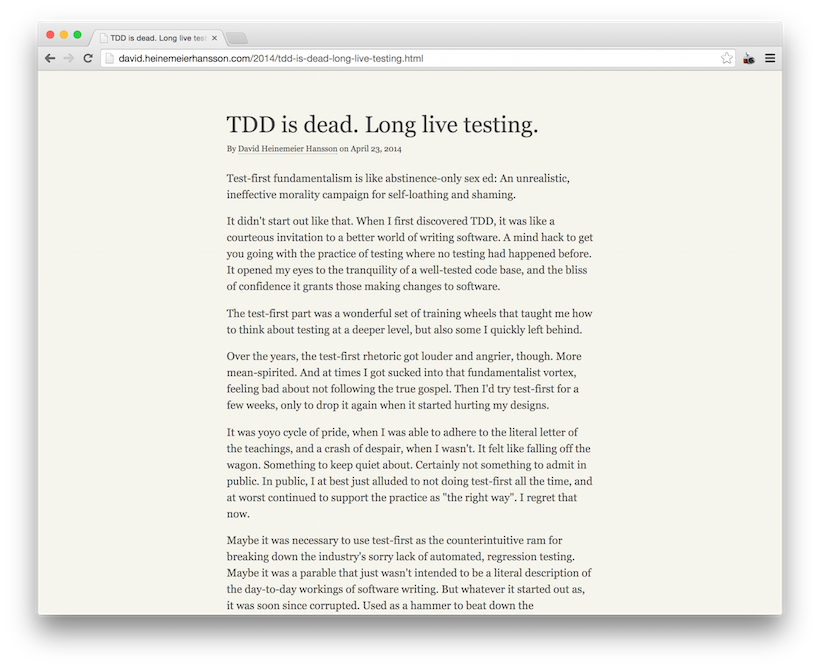 TDD is dead. Long live test
david.heinemeierhansson.com/2014/tdd-is-dead-long-live-testing.html
TDD is dead. Long live testing.
By David Heinemeier Hansson on April 23, 2014
Test-first fundamentalism is like abstinence-only sex ed: An unrealistic,
ineffective morality campaign for self-loathing and shaming.
It didn't start out like that. When I first discovered TDD, it was like a
courteous invitation to a better world of writing software. A mind hack to get
you going with the practice of testing where no testing had happened before.
It opened my eyes to the tranquility of a well-tested code base, and the bliss
of confidence it grants those making changes to software.
The test-first part was a wonderful set of training wheels that taught me how
to think about testing at a deeper level, but also some I quickly left behind.
Over the years, the test-first rhetoric got louder and angrier, though. More
mean-spirited. And at times I got sucked into that fundamentalist vortex,
feeling bad about not following the true gospel. Then I'd try test-first for a
few weeks, only to drop it again when it started hurting my designs.
It was yoyo cycle of pride, when I was able to adhere to the literal letter of
the teachings, and a crash of despair, when I wasn't. It felt like falling off the
wagon. Something to keep quiet about. Certainly not something to admit in
public. In public, I at best just alluded to not doing test-first all the time, and
at worst continued to support the practice as "the right way". I regret that
now.
Maybe it was necessary to use test-first as the counterintuitive ram for
breaking down the industry's sorry lack of automated, regression testing.
Maybe it was a parable that just wasn't intended to be a literal description of
the day-to-day workings of software writing. But whatever it started out as,
it was soon since corrupted. Used as a hammer to beat down the